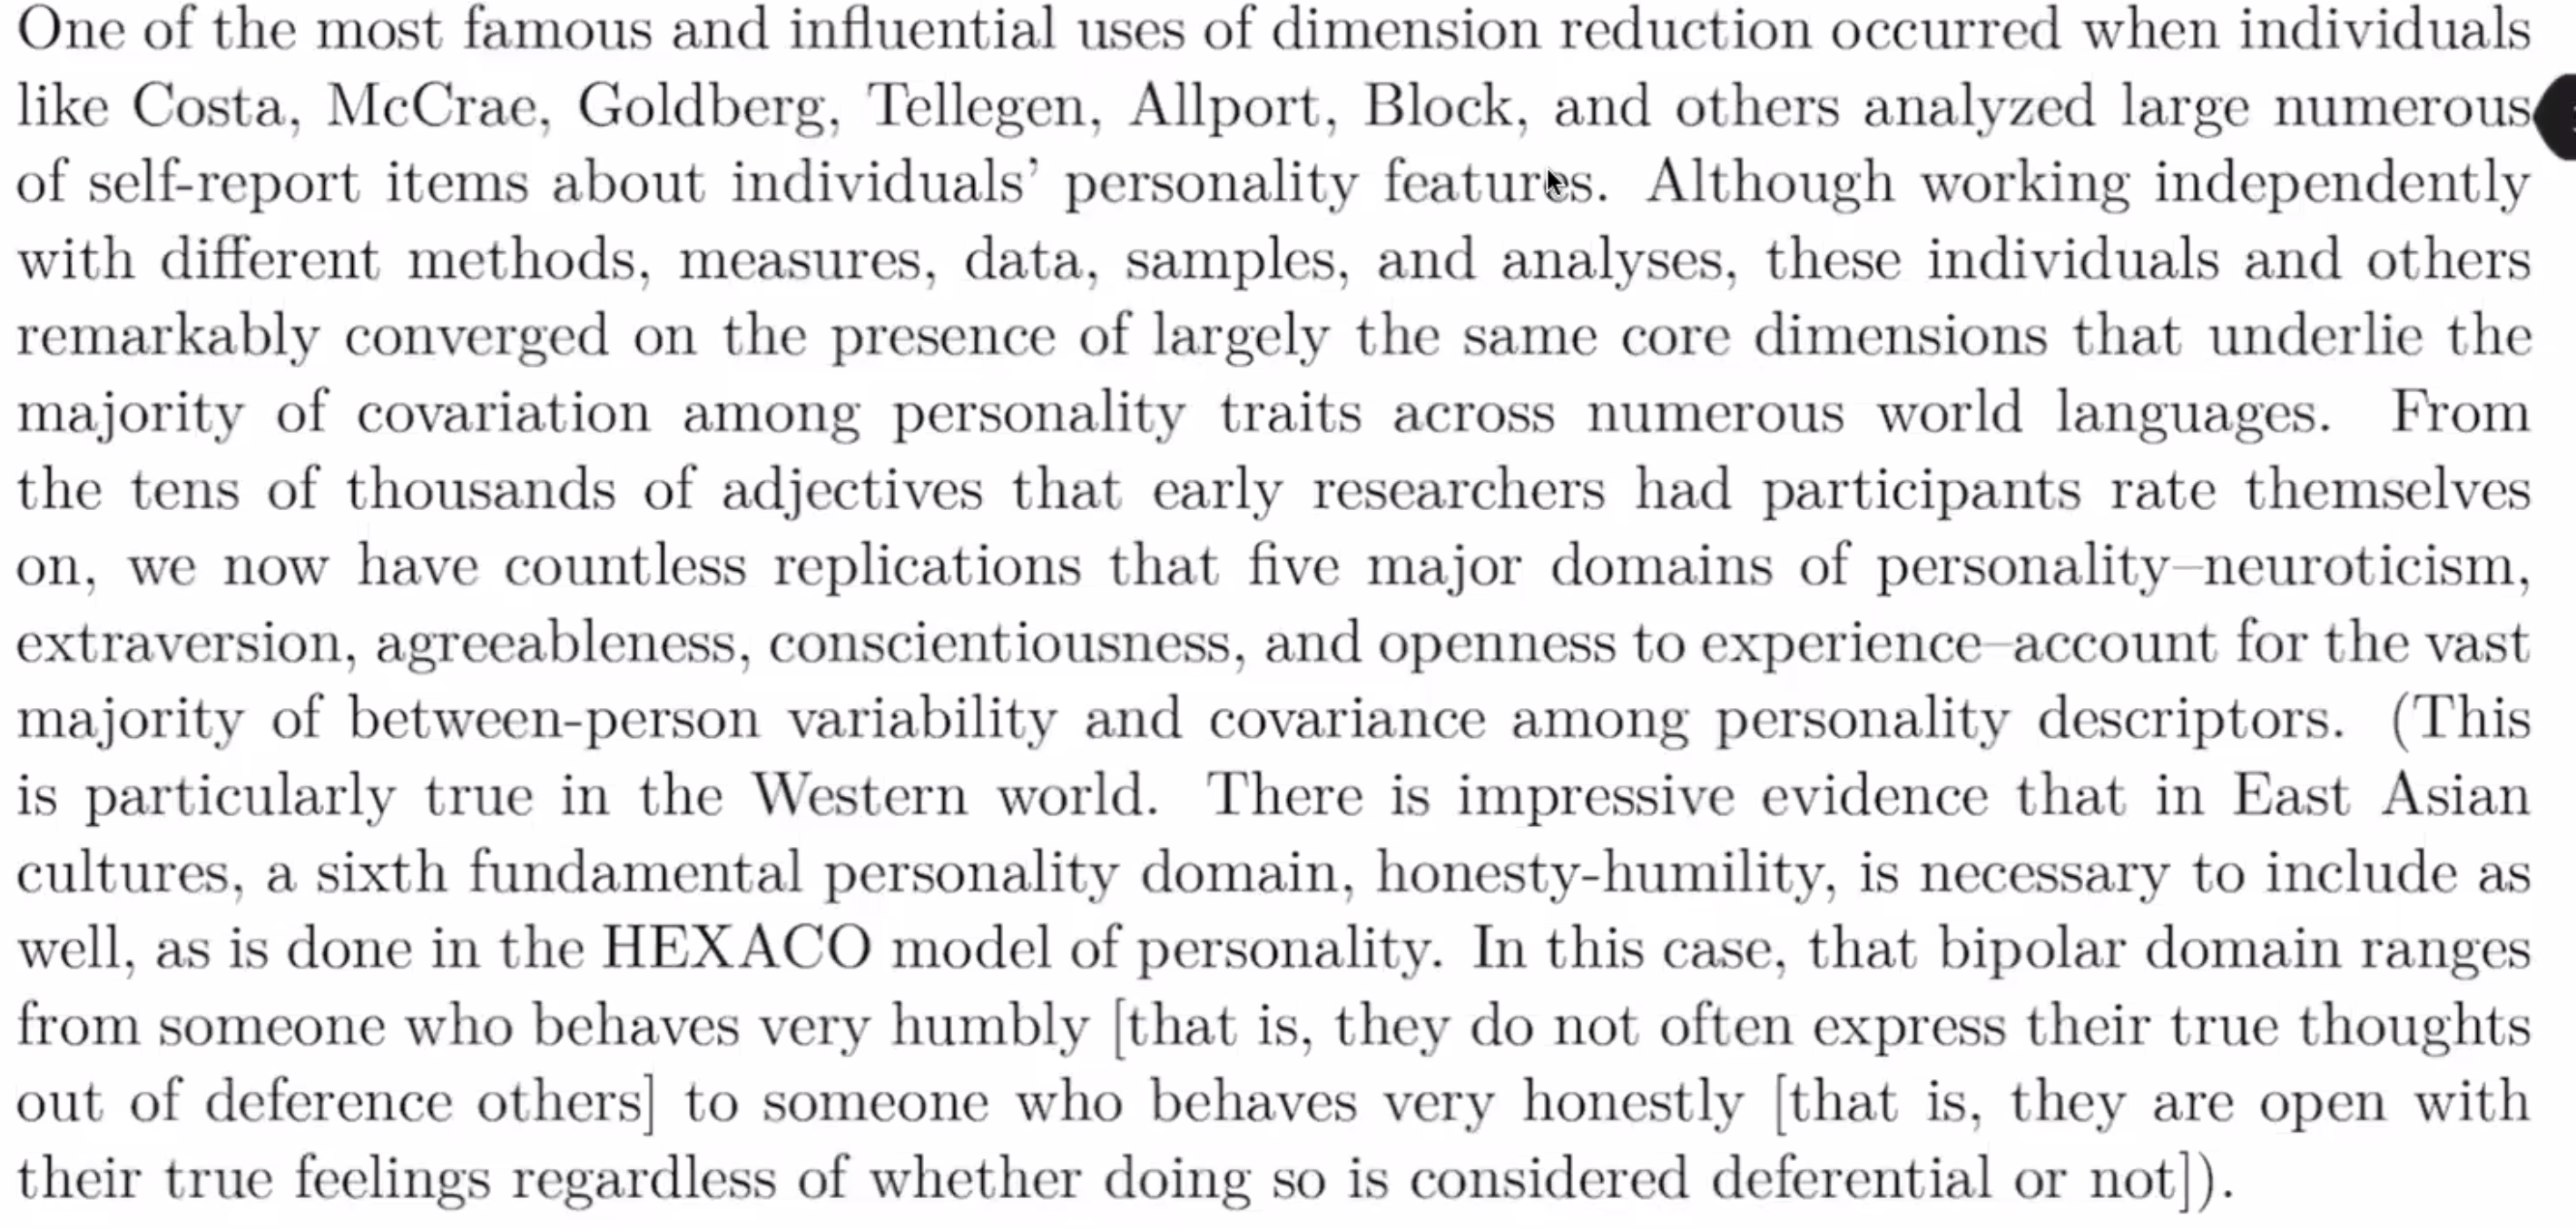 One of the most famous and influential uses of dimension reduction occurred when individuals
like Costa, McCrae, Goldberg, Tellegen, Allport, Block, and others analyzed large numerous
of self-report items about individuals’ personality features. Although working independently
with different methods, measures, data, samples, and analyses, these individuals and others
remarkably converged on the presence of largely the same core dimensions that underlie the
majority of covariation among personality traits across numerous world languages. From
the tens of thousands of adjectives that early researchers had participants rate themselves
on, we now have countless replications that five major domains of personality–neuroticism,
extraversion, agreeableness, conscientiousness, and openness to experience–account for the vast
majority of between-person variability and covariance among personality descriptors. (This
is particularly true in the Western world. There is impressive evidence that in East Asian
cultures, a sixth fundamental personality domain, honesty-humility, is necessary to include as
well, as is done in the HEXACO model of personality. In this case, that bipolar domain ranges
from someone who behaves very humbly [that is, they do not often express their true thoughts
out of deference others] to someone who behaves very honestly [that is, they are open with
their true feelings regardless of whether doing so is considered deferential or not]).